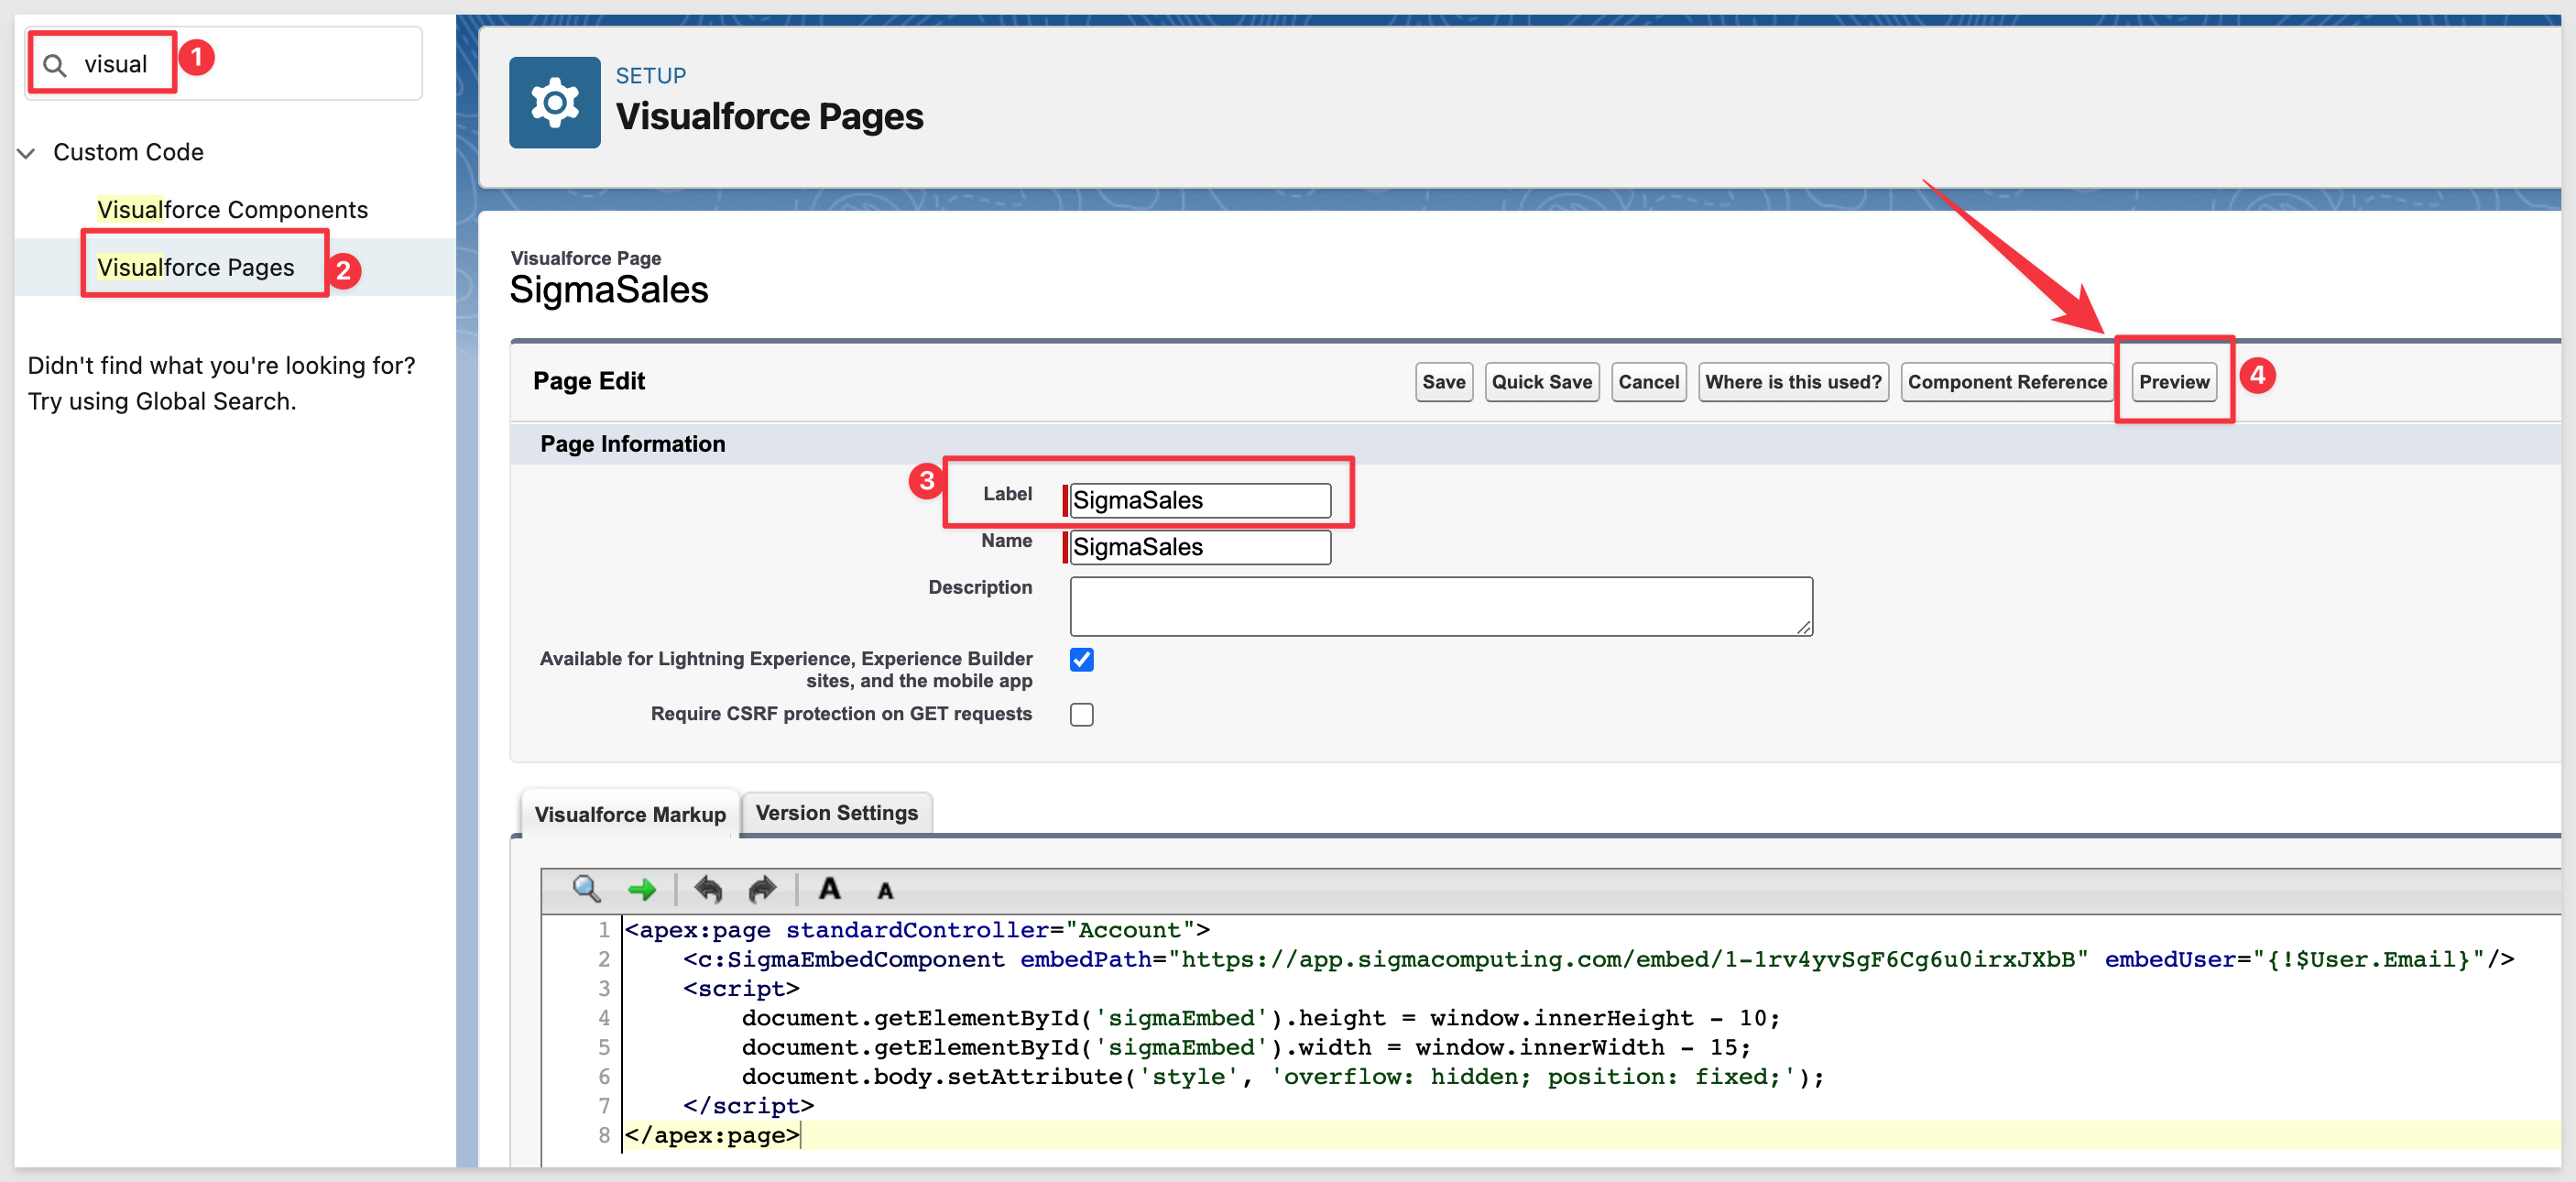 visual
1
Custom Code
Visualforce Components
Visualforce Pages
2
Didn't find what you're looking for?
Try using Global Search.
SETUP
Visualforce Pages
Visualforce Page
SigmaSales
Page Edit
Save
Quick Save
Cancel
Where is this used?
Component Reference
Preview
4
Page Information
3
Label
SigmaSales
Name
SigmaSales
Description
Available for Lightning Experience, Experience Builder
sites, and the mobile app
Require CSRF protection on GET requests
Visualforce Markup
Version Settings
A
A
1 <apex:page standardController="Account">
2 <c:SigmaEmbedComponent embedPath="https://app.sigmacomputing.com/embed/1-1rv4yvSgF6Cg6u0irxJXbB" embedUser="{!$User.Email}"/>
3 <script>
4 document.getElementById('sigmaEmbed').height = window.innerHeight - 10;
5 document.getElementById('sigmaEmbed').width = window.innerWidth - 15;
6 document.body.setAttribute('style', 'overflow: hidden; position: fixed;');
7 </script>
8 </apex:page>